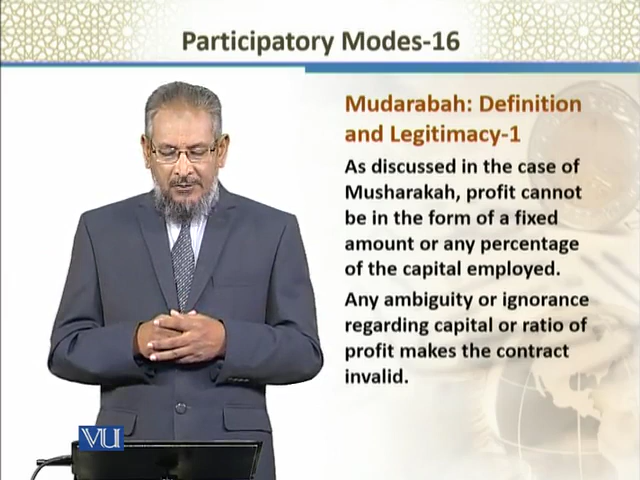 Participatory Modes-16
Mudarabah: Definition
and Legitimacy-1
As discussed in the case of
Musharakah, profit cannot
be in the form of a fixed
amount or any percentage
of the capital employed.
Any ambiguity or ignorance
regarding capital or ratio of
profit makes the contract
invalid.
VU